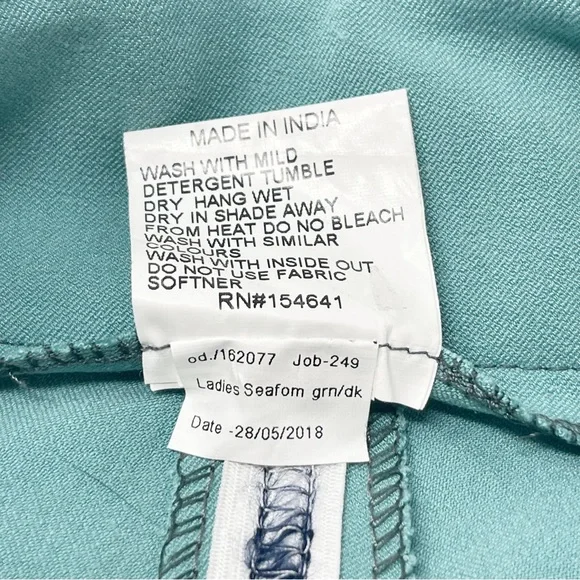 MADE IN INDIA
WASH WITH MILD
DETERGENT TUMBLE
DRY HANG WET
DRY IN SHADE AWAY
FROM HEAT DO NO BLEACH
WASH WITH SIMILAR
COLOURS
WASH WITH INSIDE OUT
DO NOT USE FABRIC
SOFTNER
RN#154641
od./162077 Job-249
Ladies Seafom grn/dk
Date -28/05/2018